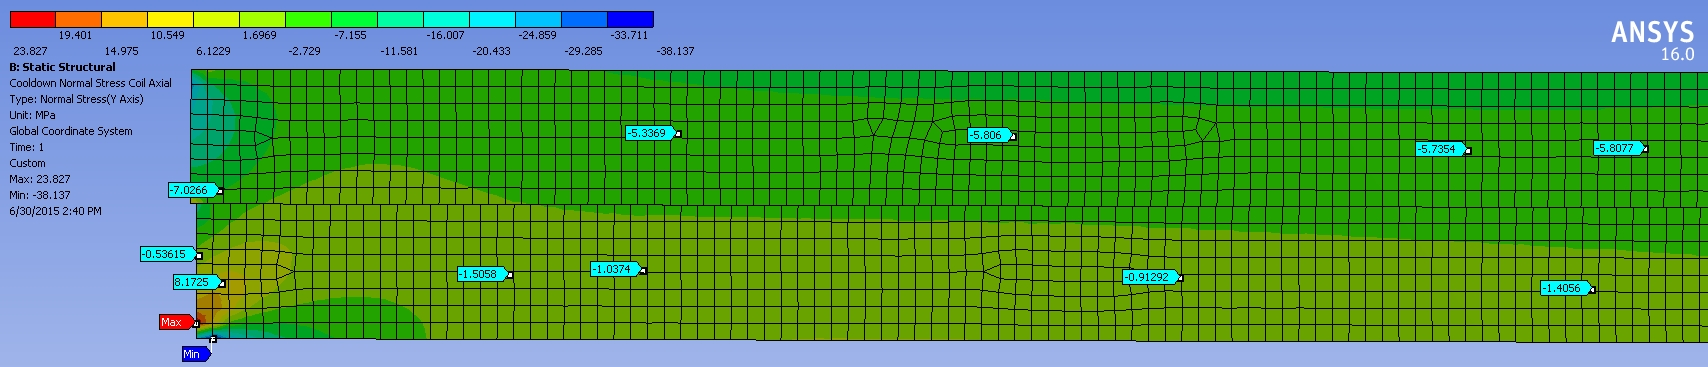 19.401 10.549 1.6969 -7.155 -16.007 -24.859 -33.711
23.827 14.975 6.1229 -2.729 -11.581 -20.433 -29.285 -38.137
ANSYS
16.0
B: Static Structural
Cooldown Normal Stress Coil Axial
Type: Normal Stress(Y Axis)
Unit: MPa
Global Coordinate System
Time: 1
Custom
Max: 23.827
Min: -38.137
6/30/2015 2:40 PM
-5.3369
-5.806
-5.7354
-5.8077
-7.0266
-0.53615
8.1725
-1.5058
-1.0374
-0.91292
-1.4056
Max
Min